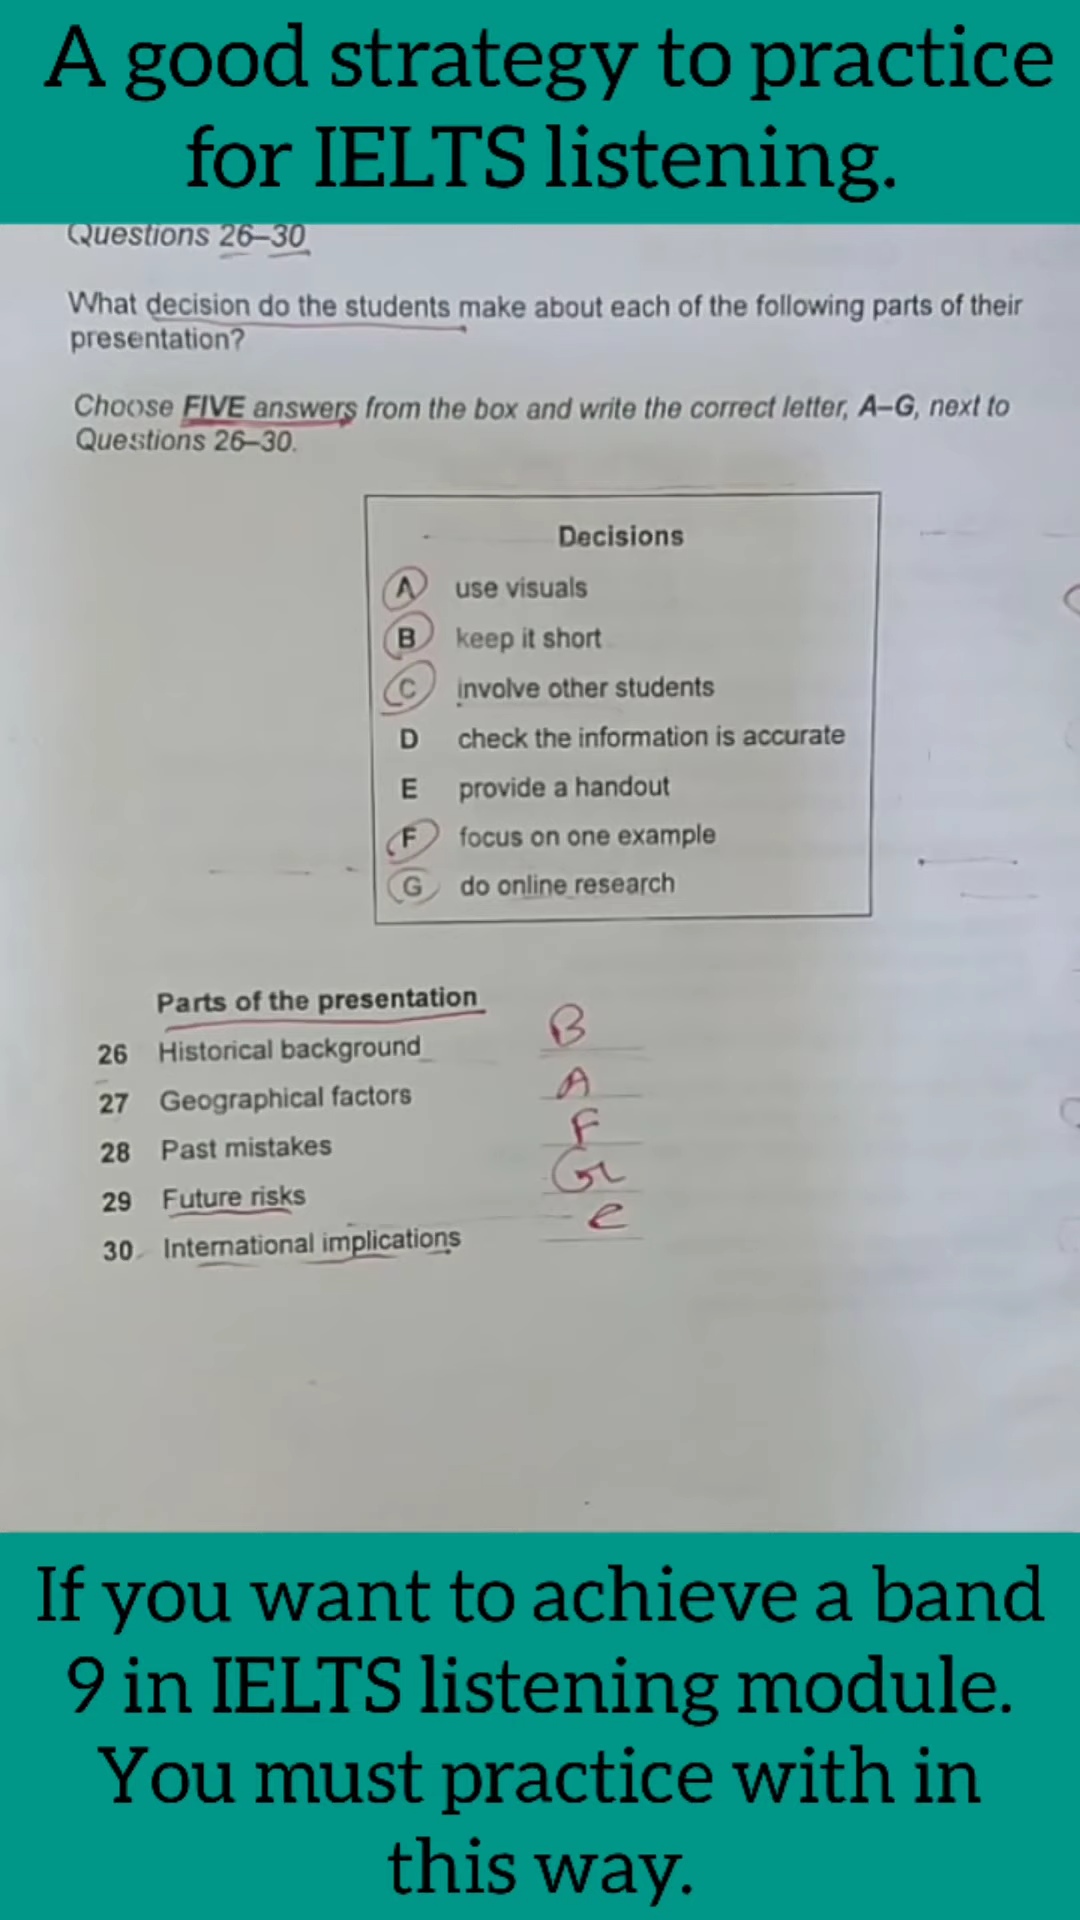 A good strategy to practice
for IELTS listening.
Questions 26–30
What decision do the students make about each of the following parts of their
presentation?
Choose FIVE answers from the box and write the correct letter, A–G, next to
Questions 26–30.
Decisions
A use visuals
B keep it short
C involve other students
D check the information is accurate
E provide a handout
F focus on one example
G do online research
Parts of the presentation
26 Historical background B
27 Geographical factors A
28 Past mistakes F
29 Future risks G
30 International implications e
If you want to achieve a band
9 in IELTS listening module.
You must practice with in
this way.